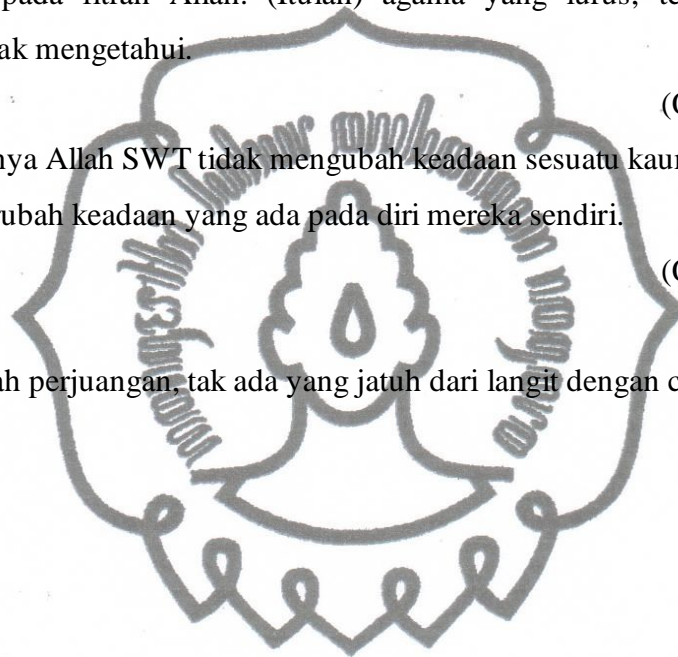 pada fitrah Allah. (Itulah) agama yang lurus, te
ak mengetahui.
(Q
nya Allah SWT tidak mengubah keadaan sesuatu kaum
ubah keadaan yang ada pada diri mereka sendiri.
(Q
ah perjuangan, tak ada yang jatuh dari langit dengan c